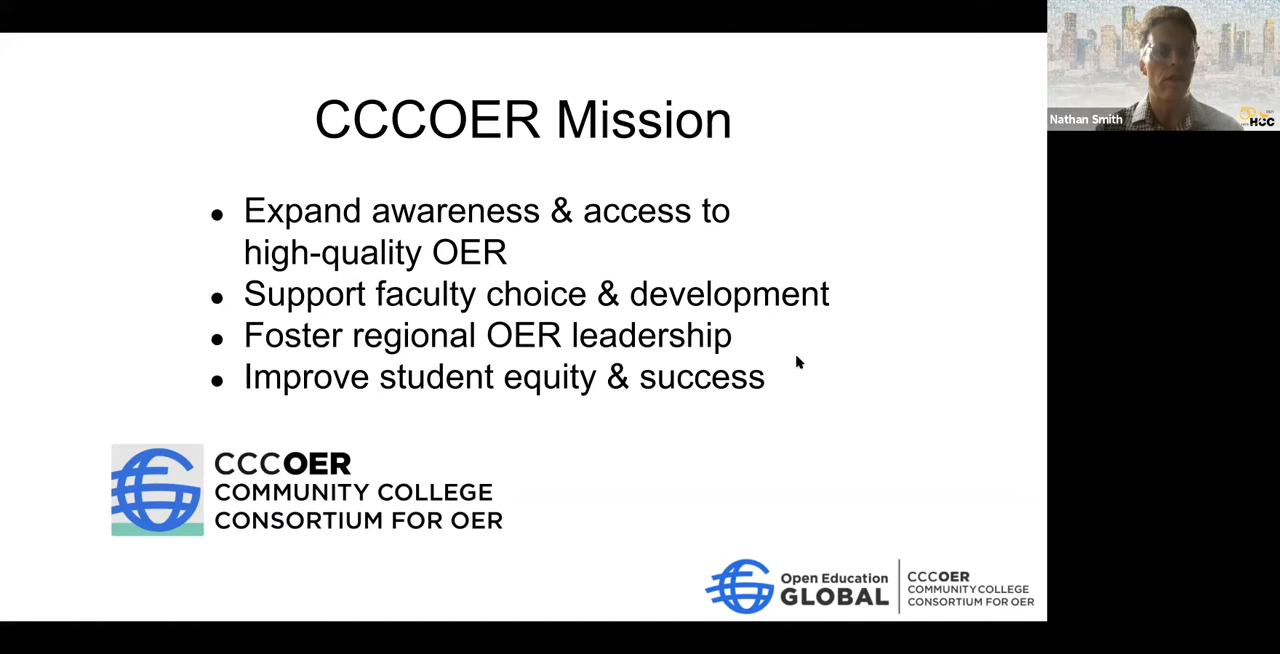 CCCOER Mission
● Expand awareness & access to
high-quality OER
● Support faculty choice & development
● Foster regional OER leadership
● Improve student equity & success
CCCOER
COMMUNITY COLLEGE
CONSORTIUM FOR OER
Open Education
GLOBAL
CCCOER
COMMUNITY COLLEGE
CONSORTIUM FOR OER
Nathan Smith
HCC